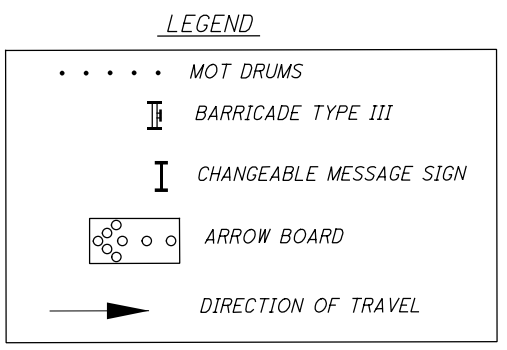 LEGEND
MOT DRUMS
BARRICADE TYPE III
CHANGEABLE MESSAGE SIGN
ARROW BOARD
DIRECTION OF TRAVEL